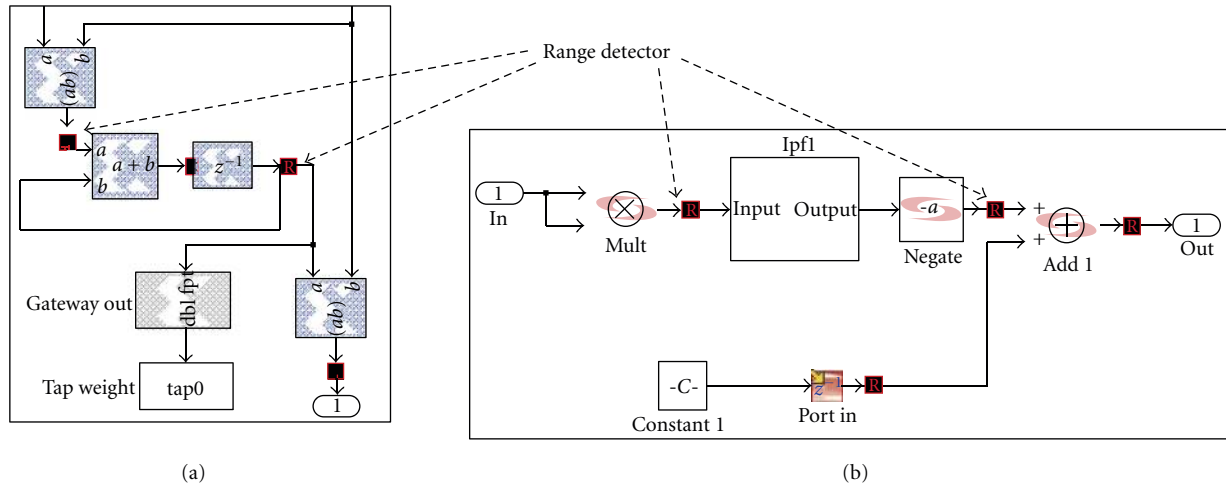 a
b
(ab)
Range detector
a
b
a + b
z⁻¹
R
Gateway out
dbl fpt
a
b
(ab)
Tap weight
tap0
1
(a)
1
In
Mult
R
Ipf1
Input
Output
-a
Negate
R
+
+
Add 1
R
1
Out
-C-
Constant 1
z⁻¹
Port in
R
(b)